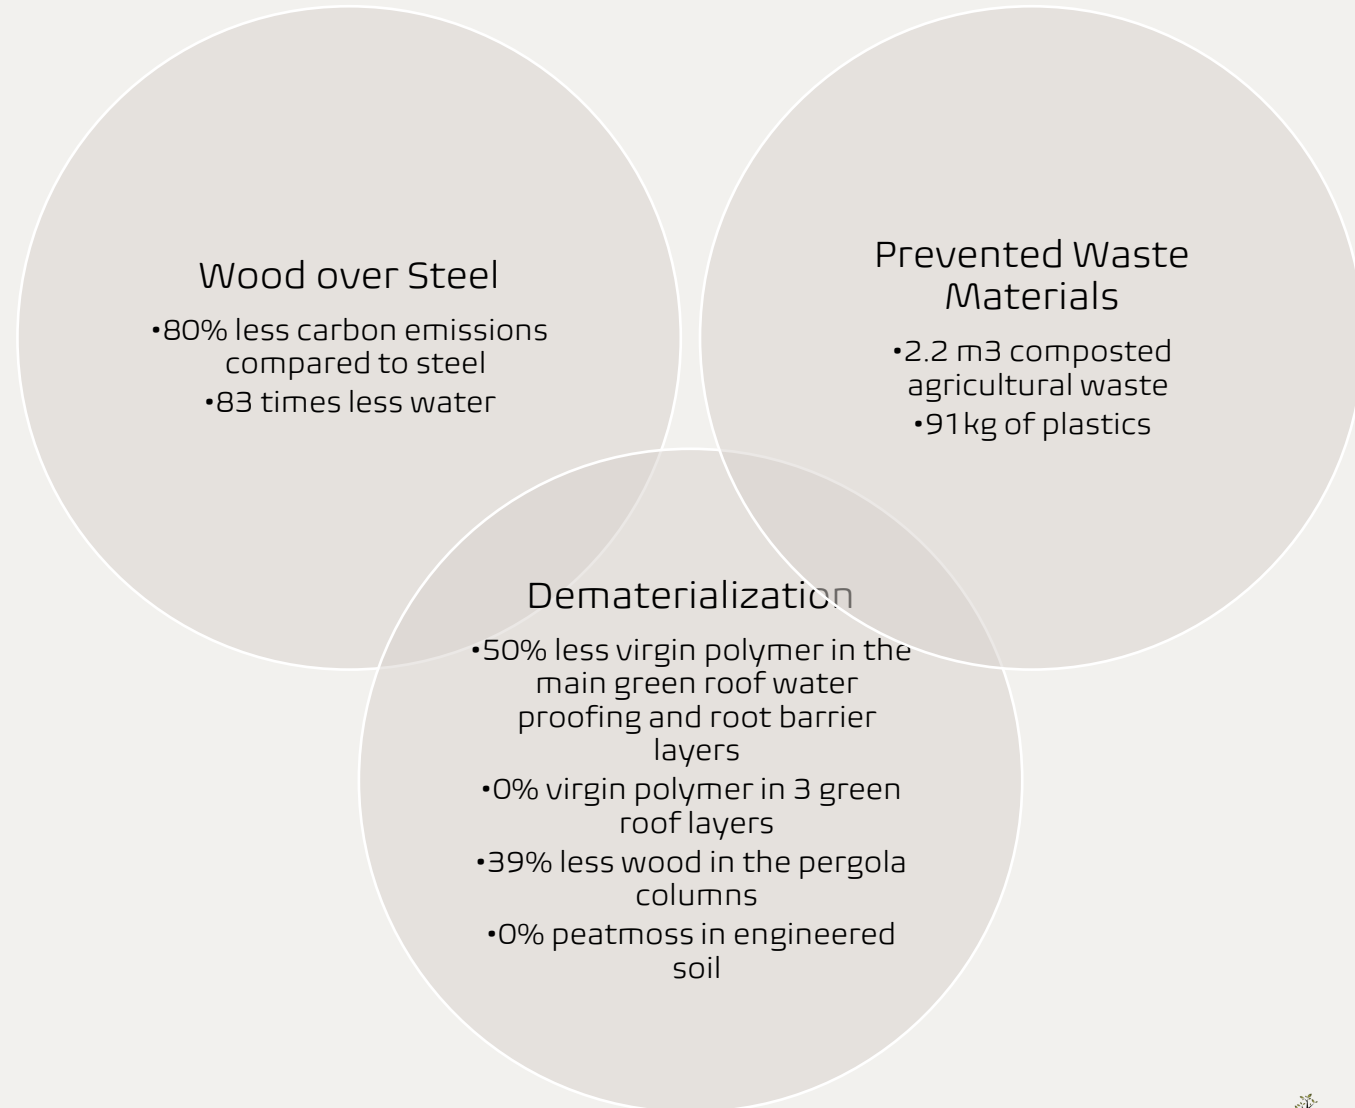 Wood over Steel
•80% less carbon emissions
compared to steel
•83 times less water
Prevented Waste
Materials
•2.2 m3 composted
agricultural waste
•91kg of plastics
Dematerialization
•50% less virgin polymer in the
main green roof water
proofing and root barrier
layers
•0% virgin polymer in 3 green
roof layers
•39% less wood in the pergola
columns
•0% peatmoss in engineered
soil